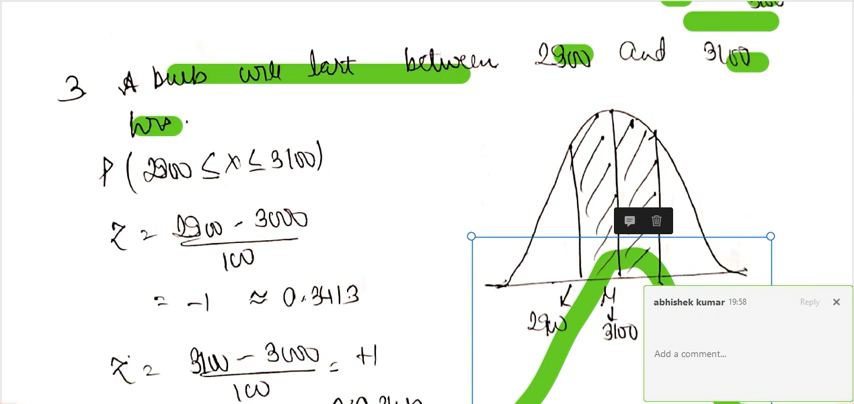 3 A bulb will last between 2900 and 3100
hrs.
P (2900 ≤ x ≤ 3100)
Z = 2900 - 3000
100
= -1 ≈ 0.3413
Z = 3100 - 3000 = +1
100
2900
M
3100
abhishek kumar 19:58 Reply
Add a comment...